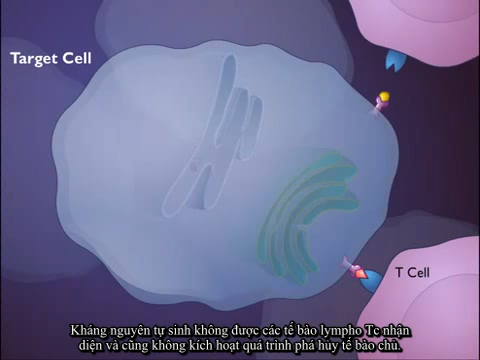 Target Cell
T Cell
Kháng nguyên tự sinh không được các tế bào lympho Tc nhận
diện và cũng không kích hoạt quá trình phá hủy tế bào chủ.